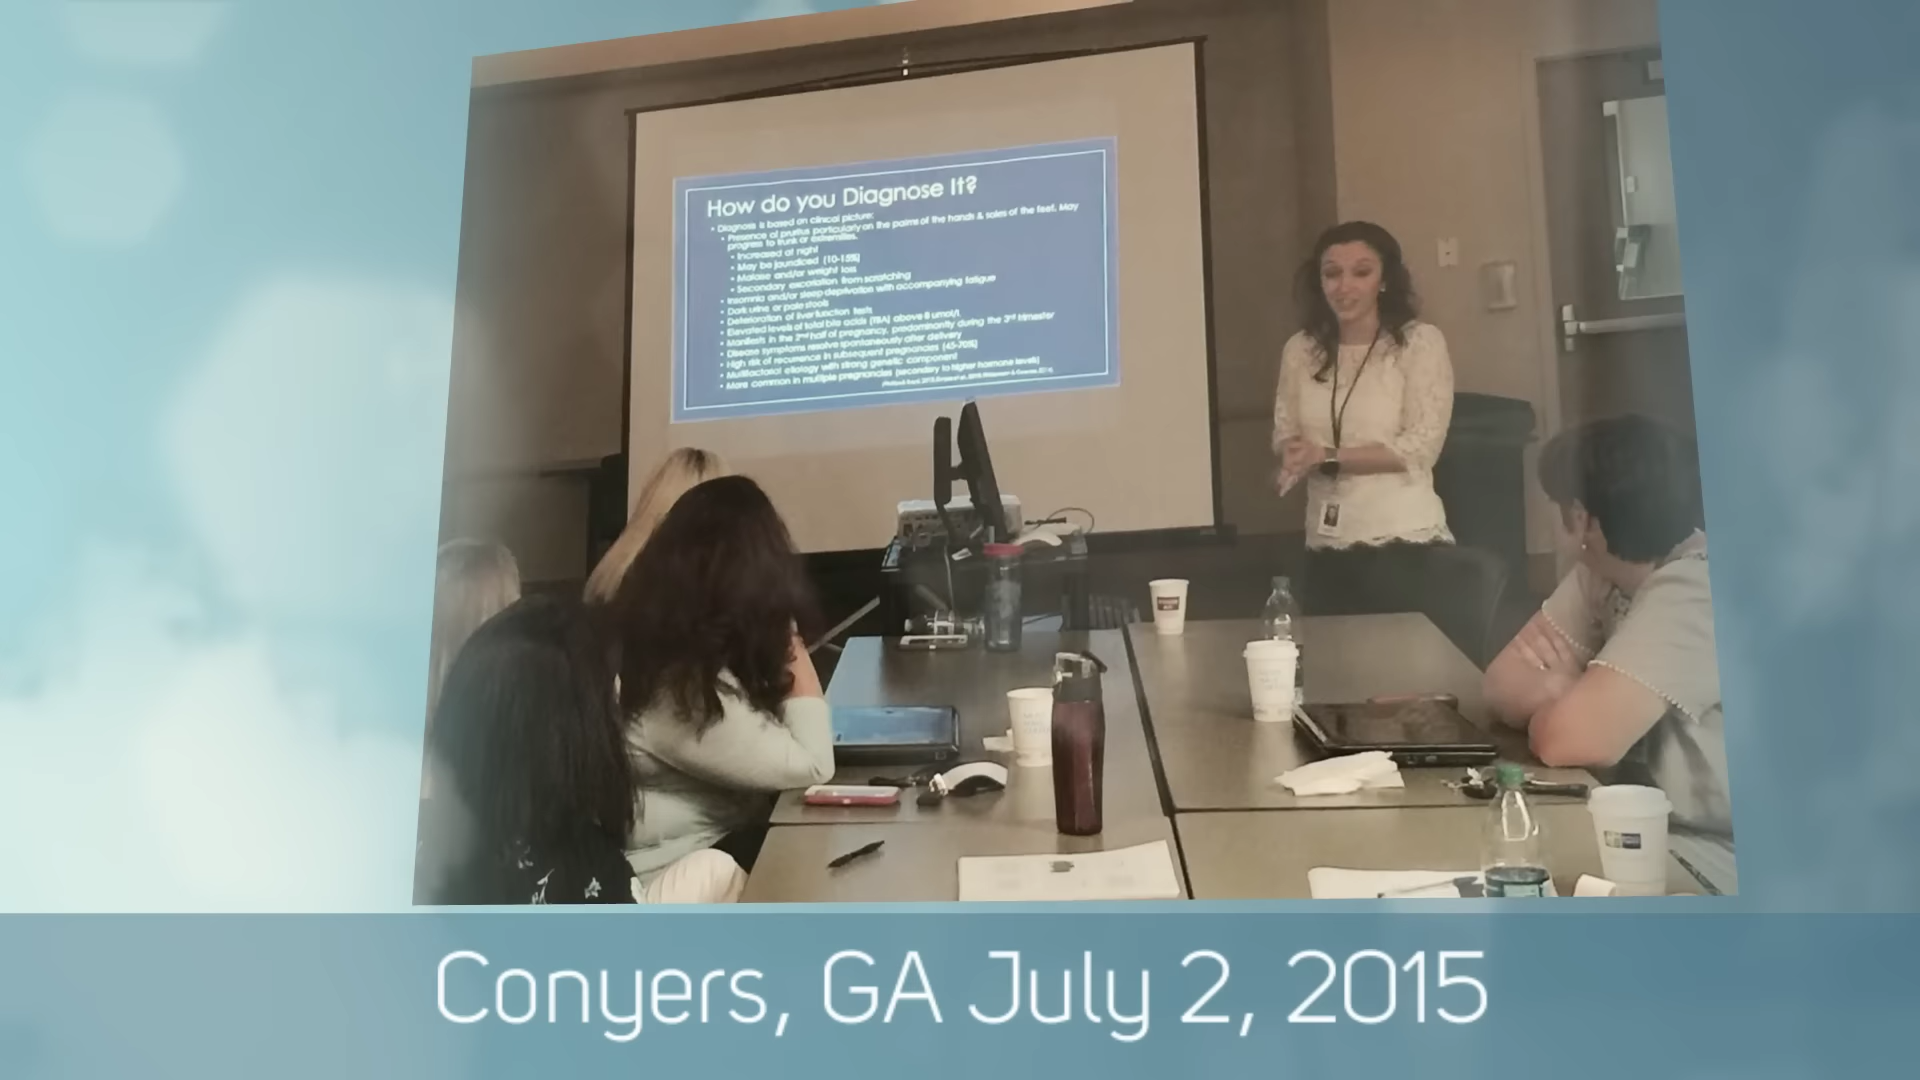 How do you Diagnose It?
• Diagnosis is based on clinical picture:
• Presence of pruritus particularly on the palms of the hands & soles of the feet. May
progress to trunk or extremities.
• Increased at night
• May be jaundiced (10-15%)
• Malaise and/or weight loss
• Secondary excoriation from scratching
• Insomnia and/or sleep deprivation with accompanying fatigue
• Dark urine or pale stools
• Deterioration of liver function tests
• Elevated levels of total bile acids (TBA) above 8 umol/L
• Manifests in the 2nd half of pregnancy, predominantly during the 3rd trimester
• Disease symptoms resolve spontaneously after delivery
• High risk of recurrence in subsequent pregnancies (45-70%)
• Multifactorial etiology with strong genetic component
• More common in multiple pregnancies (secondary to higher hormone levels)
Conyers, GA July 2, 2015